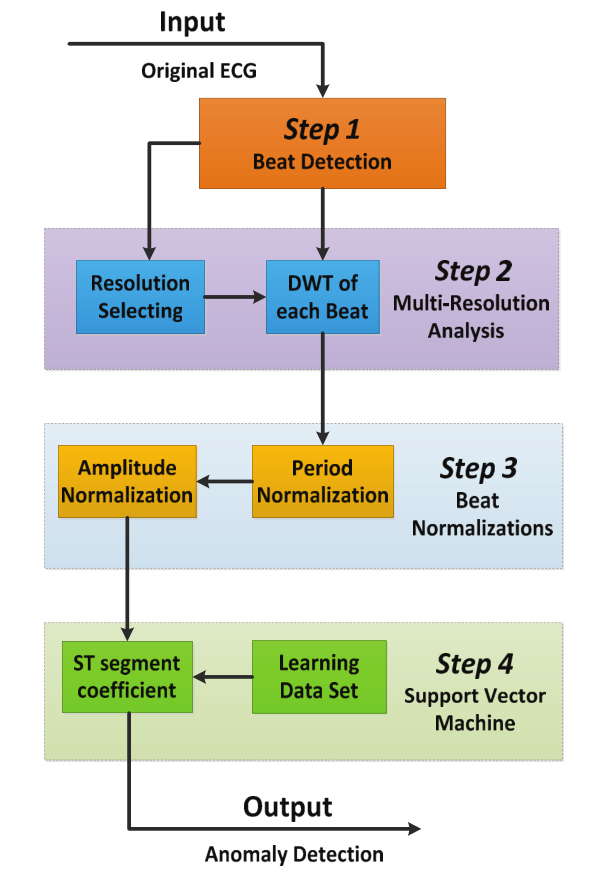 Input
Original ECG
Step 1
Beat Detection
Resolution
Selecting
DWT of
each Beat
Step 2
Multi-Resolution
Analysis
Amplitude
Normalization
Period
Normalization
Step 3
Beat
Normalizations
ST segment
coefficient
Learning
Data Set
Step 4
Support Vector
Machine
Output
Anomaly Detection